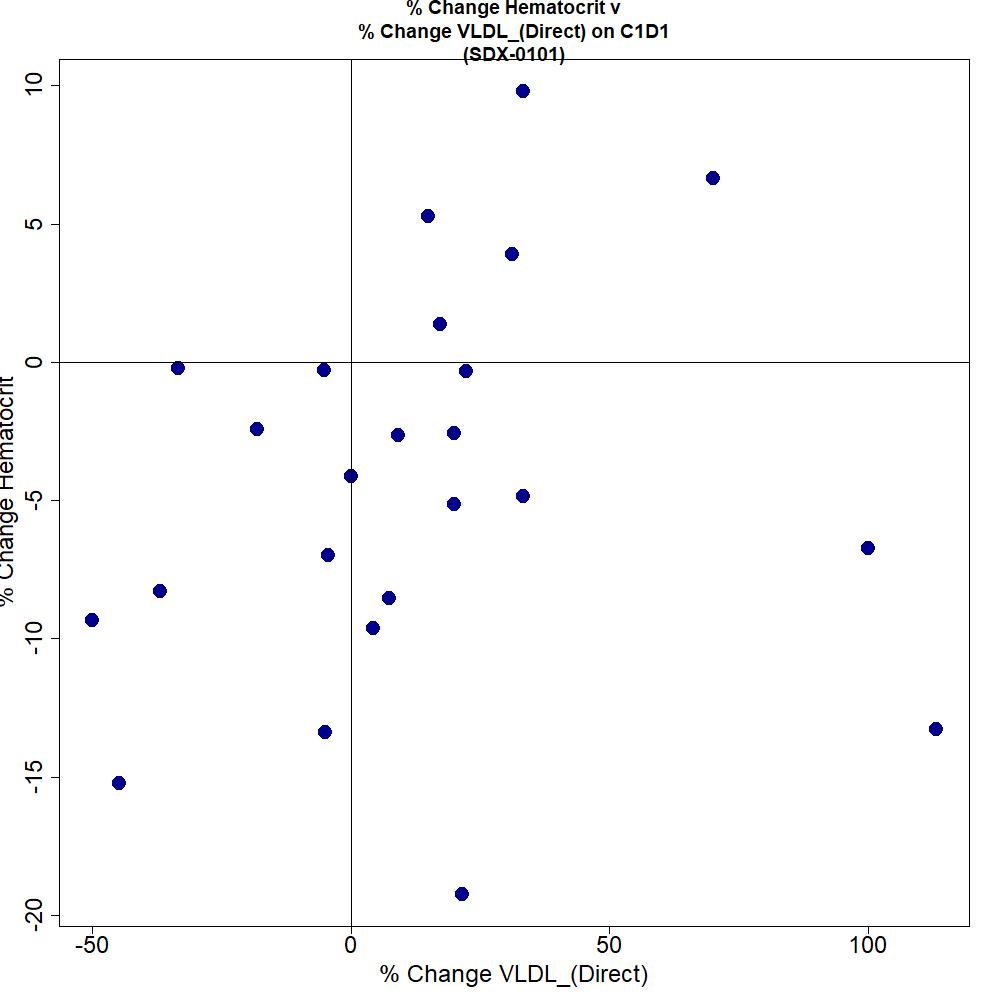 % Change Hematocrit v
% Change VLDL_(Direct) on C1D1
(SDX-0101)
% Change Hematocrit
10
5
0
-5
-10
-15
-20
-50
0
50
100
% Change VLDL_(Direct)